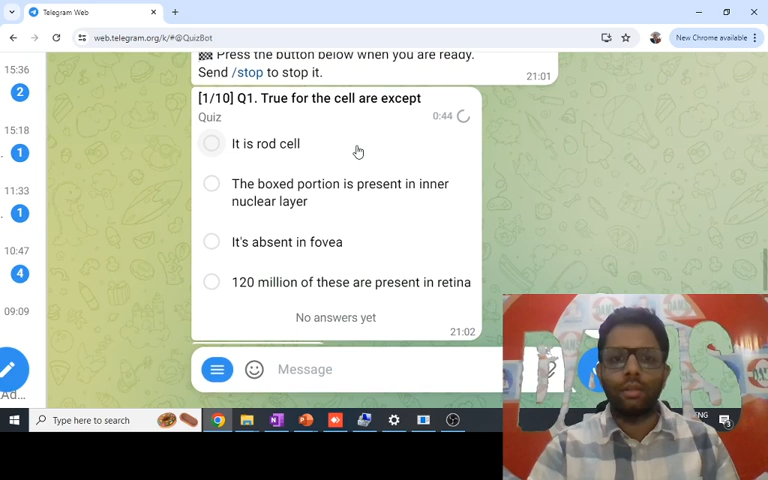 Telegram Web
web.telegram.org/k/#@QuizBot
New Chrome available
15:36
2
15:18
1
11:33
1
10:47
4
09:09
Ad...
Press the button below when you are ready.
Send /stop to stop it.
21:01
[1/10] Q1. True for the cell are except
Quiz
0:44
It is rod cell
The boxed portion is present in inner
nuclear layer
It's absent in fovea
120 million of these are present in retina
No answers yet
21:02
Message
Type here to search
ENG
3